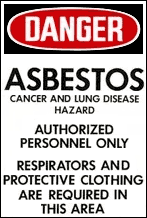 DANGER
ASBESTOS
CANCER AND LUNG DISEASE
HAZARD
AUTHORIZED
PERSONNEL ONLY
RESPIRATORS AND
PROTECTIVE CLOTHING
ARE REQUIRED IN
THIS AREA